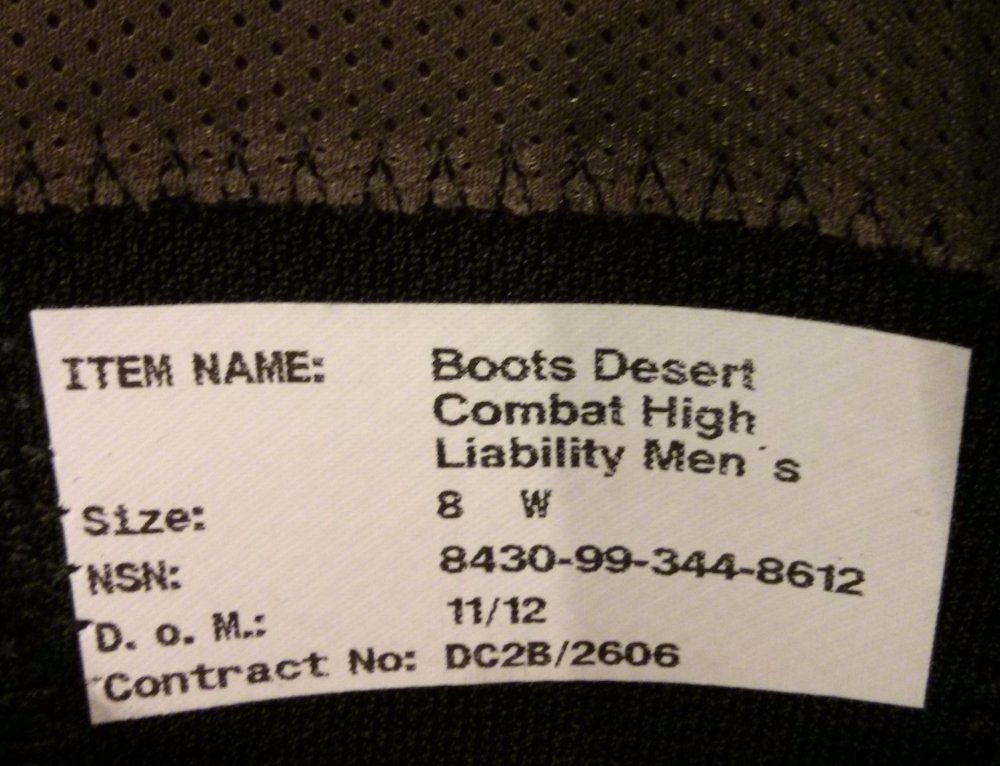 ITEM NAME: Boots Desert
Combat High
Liability Men ´s
Size: 8 W
NSN: 8430-99-344-8612
D. o. M.: 11/12
Contract No: DC2B/2606